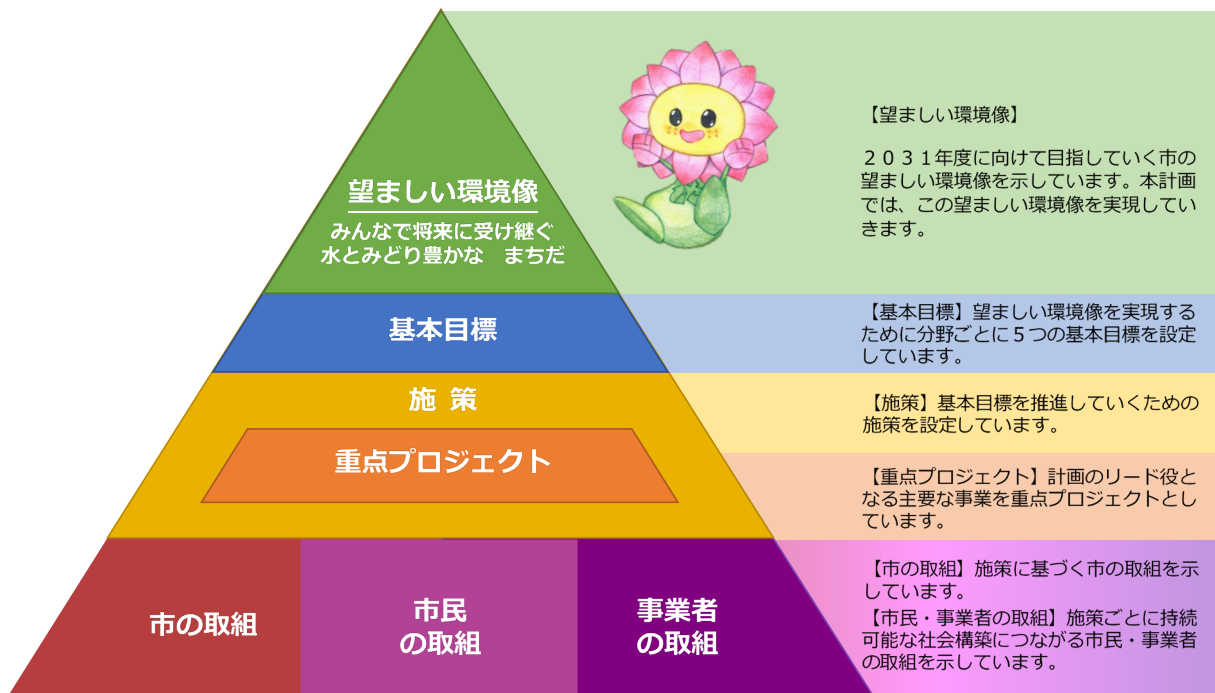 望ましい環境像
みんなで将来に受け継ぐ
水とみどり豊かな　まちだ
【望ましい環境像】
２０３１年度に向けて目指していく市の
望ましい環境像を示しています。本計画
では、この望ましい環境像を実現してい
きます。
基本目標
【基本目標】望ましい環境像を実現する
ために分野ごとに５つの基本目標を設定
しています。
施 策
【施策】基本目標を推進していくための
施策を設定しています。
重点プロジェクト
【重点プロジェクト】計画のリード役と
なる主要な事業を重点プロジェクトとし
ています。
市の取組
市民
の取組
事業者
の取組
【市の取組】施策に基づく市の取組を示
しています。
【市民・事業者の取組】施策ごとに持続
可能な社会構築につながる市民・事業者
の取組を示しています。